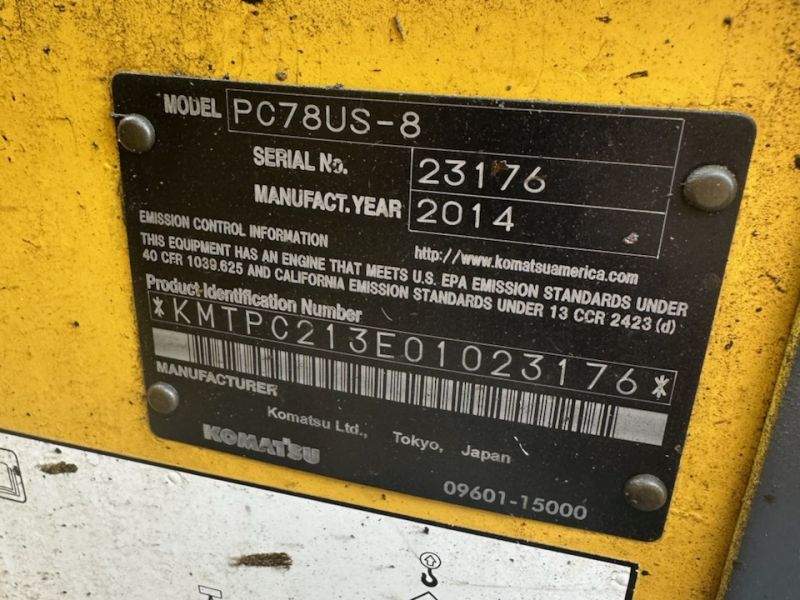 MODEL PC78US-8
SERIAL No. 23176
MANUFACT.YEAR 2014
EMISSION CONTROL INFORMATION http://www.komatsuamerica.com
THIS EQUIPMENT HAS AN ENGINE THAT MEETS U.S. EPA EMISSION STANDARDS UNDER
40 CFR 1039.625 AND CALIFORNIA EMISSION STANDARDS UNDER 13 CCR 2423 (d)
Product Identification Number
*KMTPC213E01023176*
MANUFACTURER
Komatsu Ltd., Tokyo, Japan
KOMATSU
09601-15000